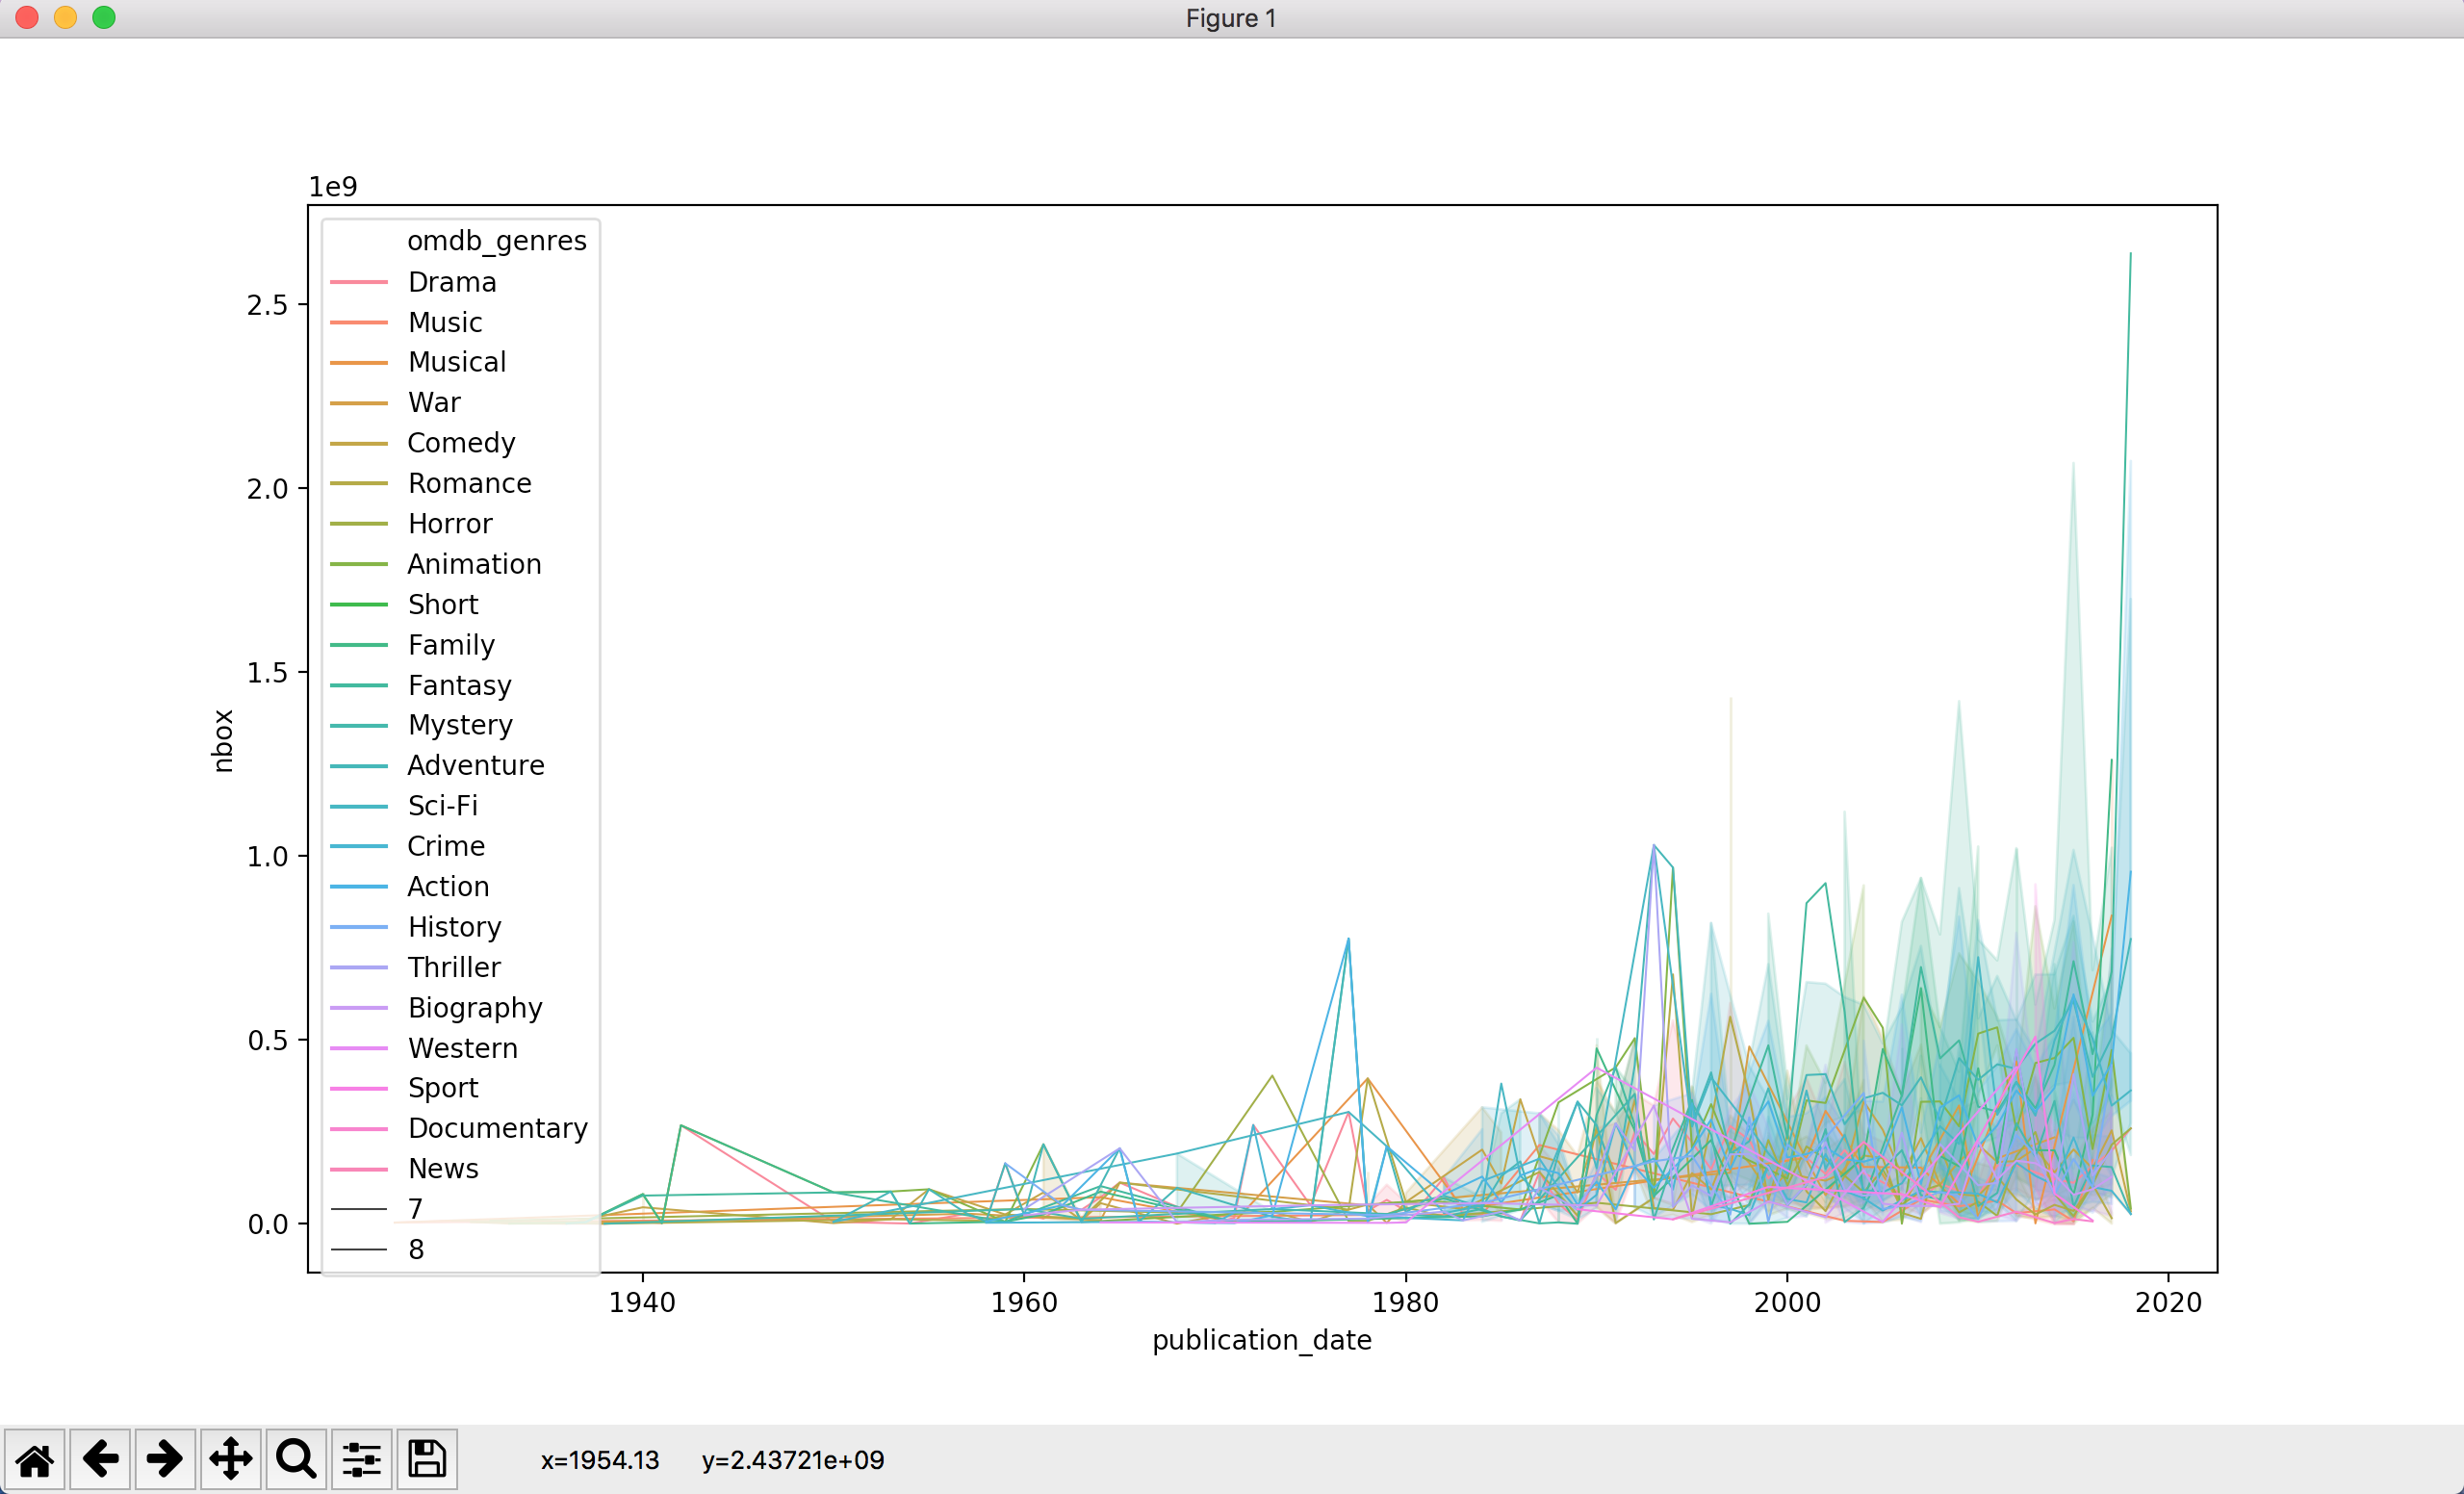 Figure 1
1e9
omdb_genres
Drama
Music
Musical
War
Comedy
Romance
Horror
Animation
Short
Family
Fantasy
Mystery
Adventure
Sci-Fi
Crime
Action
History
Thriller
Biography
Western
Sport
Documentary
News
7
8
2.5
2.0
1.5
1.0
0.5
0.0
nbox
1940 1960 1980 2000 2020
publication_date
x=1954.13 y=2.43721e+09